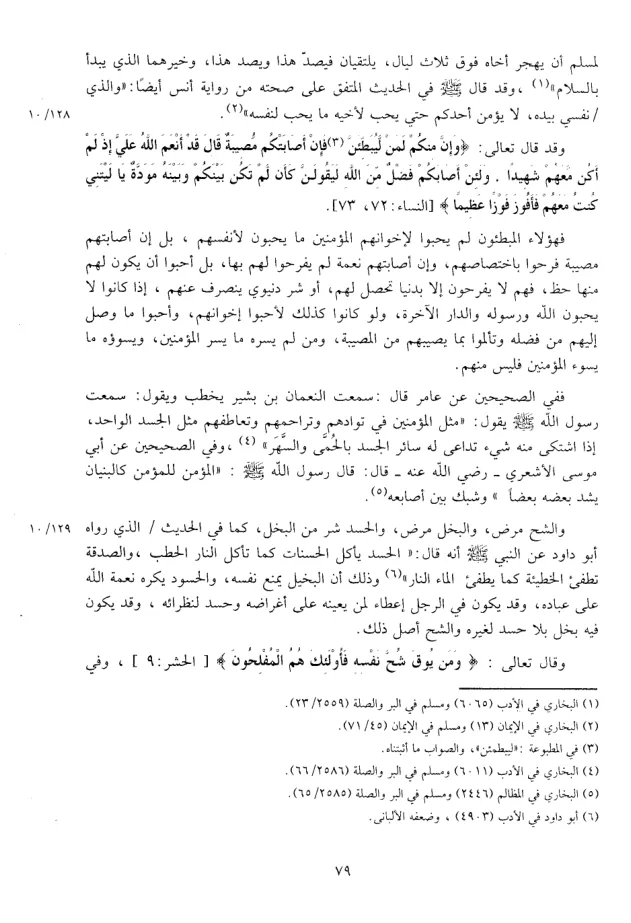 لمسلم أن يهجر أخاه فوق ثلاث ليال، يلتقيان فيصدّ هذا ويصد هذا، وخيرهما الذي يبدأ
بالسلام»(١) ،وقد قال ﷺ في الحديث المتفق على صحته من رواية أنس أيضًا:«والذي
/نفسي بيده، لا يؤمن أحدكم حتي يحب لأخيه ما يحب لنفسه»(٢). ١٠/١٢٨
وقد قال تعالى: ﴿وَإِنَّ مِنكُمْ لَمَن لَّيُبَطِّئَنَّ(٣)فَإِنْ أَصَابَتْكُم مُّصِيبَةٌ قَالَ قَدْ أَنْعَمَ اللَّهُ عَلَيَّ إِذْ لَمْ
أَكُن مَّعَهُمْ شَهِيدًا . وَلَئِنْ أَصَابَكُمْ فَضْلٌ مِّنَ اللَّهِ لَيَقُولَنَّ كَأَن لَّمْ تَكُن بَيْنَكُمْ وَبَيْنَهُ مَوَدَّةٌ يَا لَيْتَنِي
كُنتُ مَعَهُمْ فَأَفُوزَ فَوْزًا عَظِيمًا ﴾ [النساء:٧٢، ٧٣].
فهؤلاء المبطئون لم يحبوا لإخوانهم المؤمنين ما يحبون لأنفسهم ، بل إن أصابتهم
مصيبة فرحوا باختصاصهم، وإن أصابتهم نعمة لم يفرحوا لهم بها، بل أحبوا أن يكون لهم
منها حظ، فهم لا يفرحون إلا بدنيا تحصل لهم، أو شر دنيوي ينصرف عنهم ، إذا كانوا لا
يحبون الله ورسوله والدار الآخرة، ولو كانوا كذلك لأحبوا إخوانهم، وأحبوا ما وصل
إليهم من فضله وتألموا بما يصيبهم من المصيبة، ومن لم يسره ما يسر المؤمنين، ويسوؤه ما
يسوء المؤمنين فليس منهم.
ففي الصحيحين عن عامر قال :سمعت النعمان بن بشير يخطب ويقول: سمعت
رسول الله ﷺ يقول: «مثل المؤمنين في توادهم وتراحمهم وتعاطفهم مثل الجسد الواحد،
إذا اشتكى منه شيء تداعى له سائر الجسد بالحُمَّى والسَّهَر» (٤) ،وفي الصحيحين عن أبي
موسى الأشعري ـ رضي الله عنه ـ قال: قال رسول الله ﷺ : «المؤمن للمؤمن كالبنيان
يشد بعضه بعضاً » وشبك بين أصابعه(٥).
والشح مرض، والبخل مرض، والحسد شر من البخل، كما في الحديث / الذي رواه ١٠/١٢٩
أبو داود عن النبي ﷺ أنه قال:« الحسد يأكل الحسنات كما تأكل النار الحطب ،والصدقة
تطفئ الخطيئة كما يطفئ الماء النار»(٦) وذلك أن البخيل يمنع نفسه، والحسود يكره نعمة الله
على عباده، وقد يكون في الرجل إعطاء لمن يعينه على أغراضه وحسد لنظرائه ، وقد يكون
فيه بخل بلا حسد لغيره والشح أصل ذلك.
وقال تعالى : ﴿ وَمَن يُوقَ شُحَّ نَفْسِهِ فَأُولَئِكَ هُمُ الْمُفْلِحُونَ ﴾ [ الحشر:٩ ] ، وفي
(١) البخاري في الأدب (٦٠٦٥) ومسلم في البر والصلة (٢٣/٢٥٥٩).
(٢) البخاري في الإيمان (١٣) ومسلم في الإيمان (٧١/٤٥).
(٣) في المطبوعة :«ليبطمئن»، والصواب ما أثبتناه.
(٤) البخاري في الأدب (٦٠١١) ومسلم في البر والصلة (٦٦/٢٥٨٦).
(٥) البخاري في المظالم (٢٤٤٦) ومسلم في البر والصلة (٦٥/٢٥٨٥).
(٦) أبو داود في الأدب (٤٩٠٣) ، وضعفه الألبانى.
٧٩